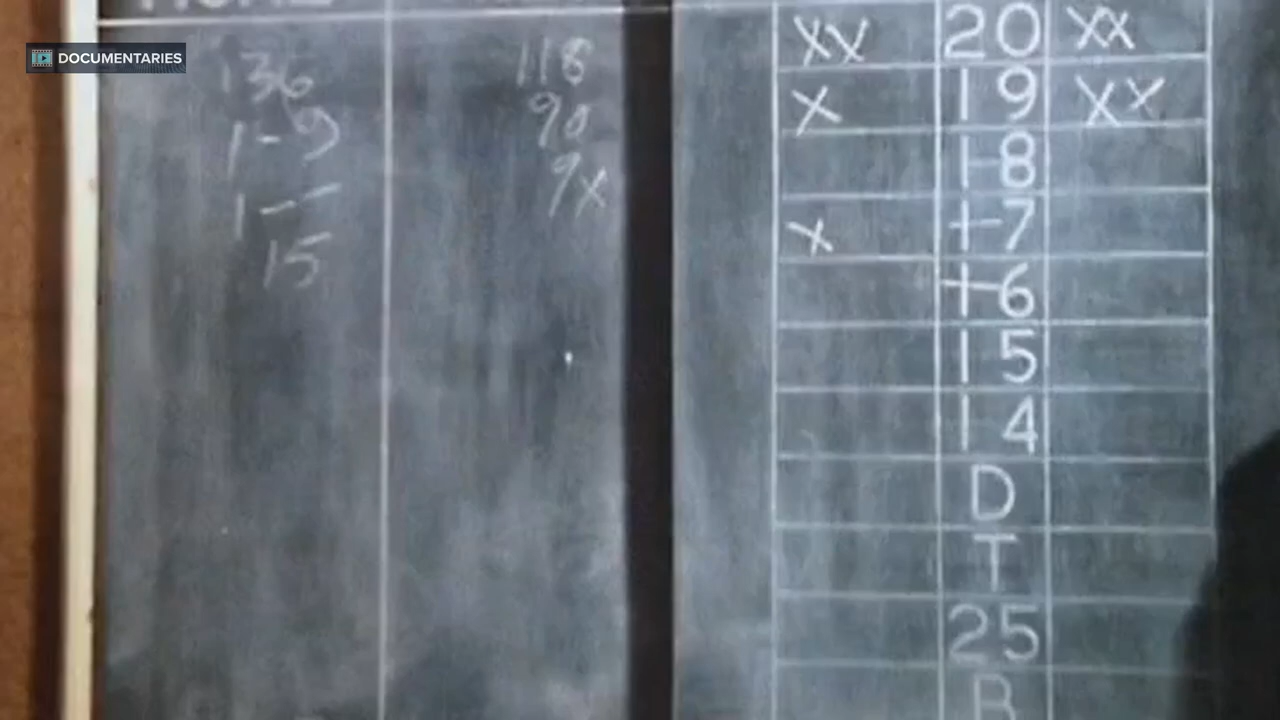 DOCUMENTARIES
136
1-9
1--
15
118
90
9x
XX 20 XX
X 19 XX
18
X 17
16
15
14
D
T
25
B